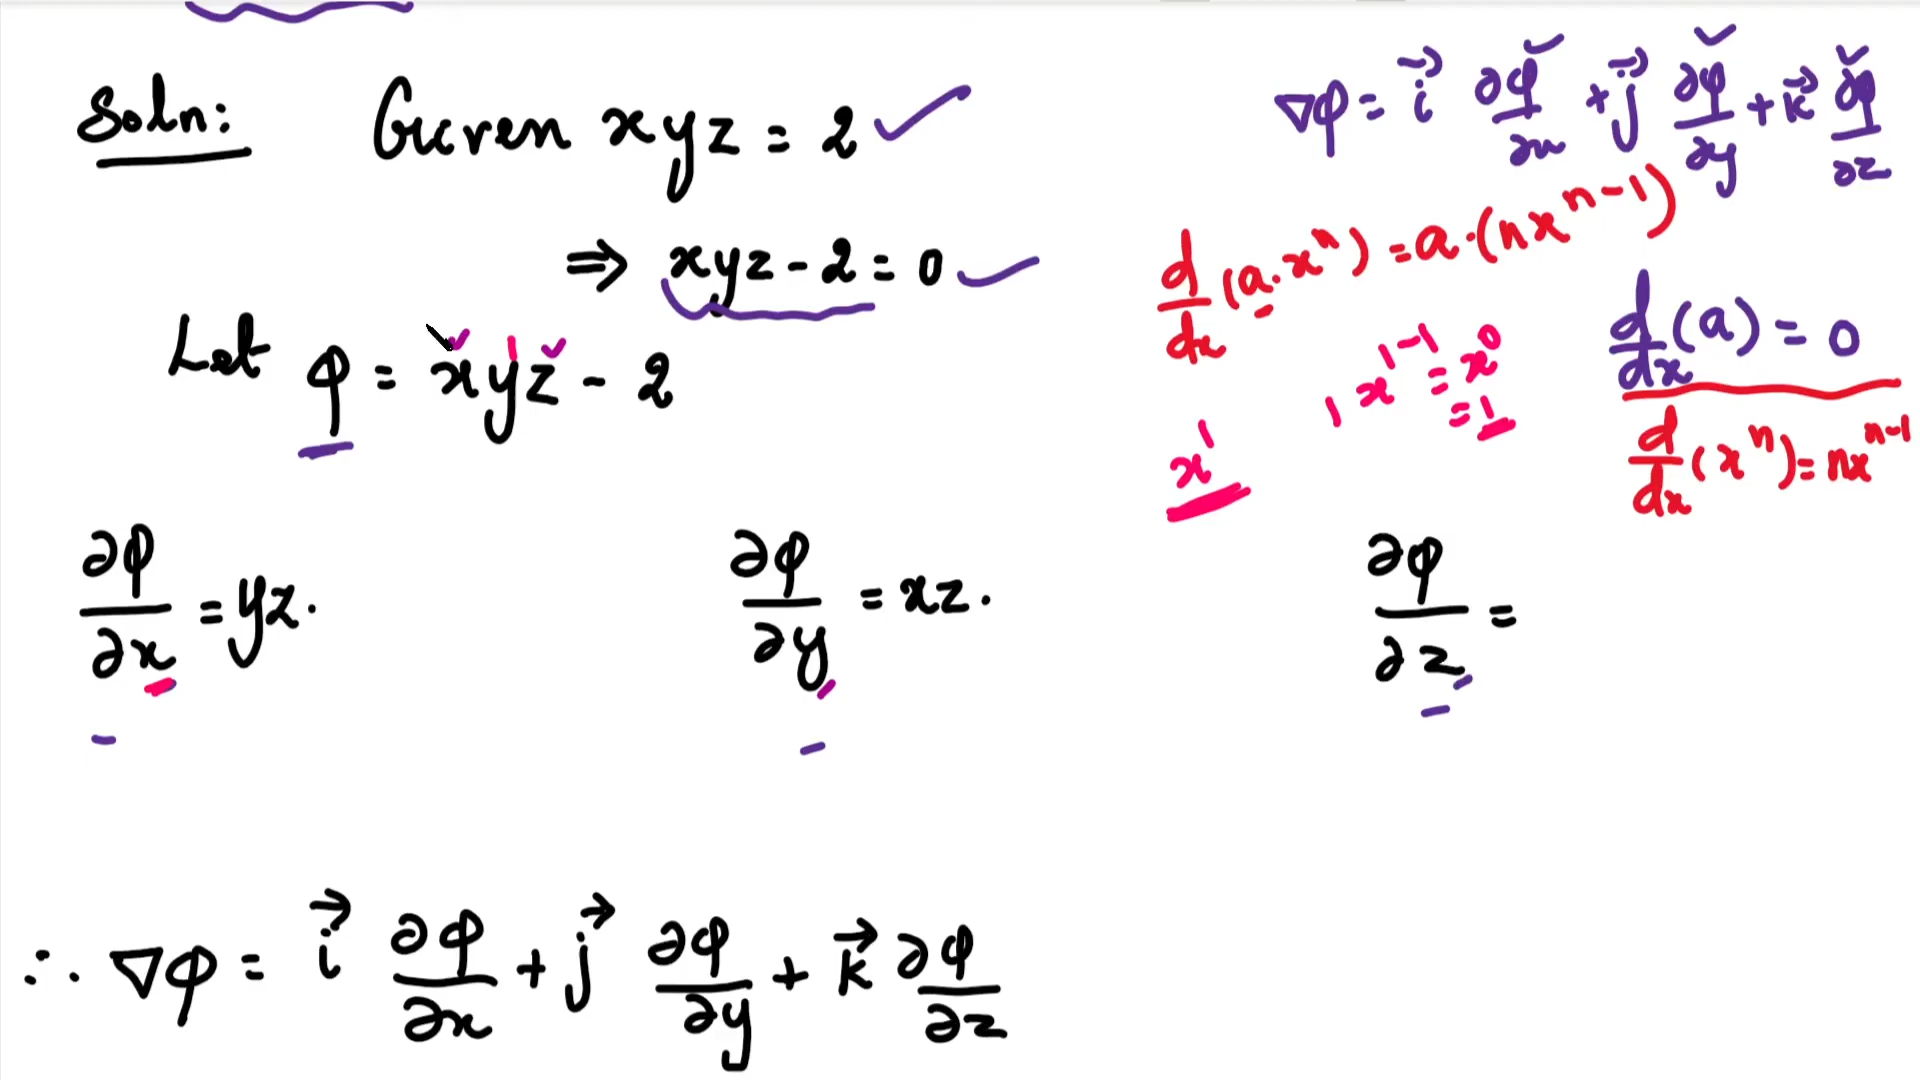 Soln: Given xyz = 2
⇒ xyz - 2 = 0
Let φ = xyz - 2
∇φ = i⃗ ∂φ/∂x + j⃗ ∂φ/∂y + k⃗ ∂φ/∂z
d/dx (a·xⁿ) = a·(nxⁿ⁻¹)
d/dx (a) = 0
1 x¹⁻¹ = x⁰
= 1
x¹
d/dx (xⁿ) = nxⁿ⁻¹
∂φ/∂x = yz. ∂φ/∂y = xz. ∂φ/∂z =
∴ ∇φ = i⃗ ∂φ/∂x + j⃗ ∂φ/∂y + k⃗ ∂φ/∂z